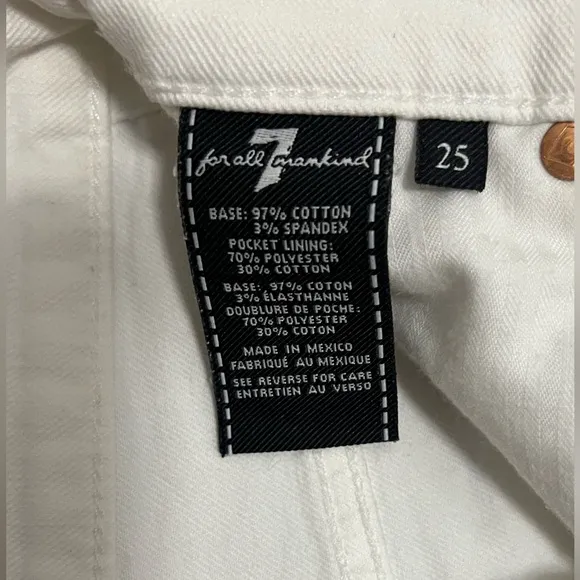 7
for all mankind
25
BASE: 97% COTTON
3% SPANDEX
POCKET LINING:
70% POLYESTER
30% COTTON
BASE: 97% COTON
3% ÉLASTHANNE
DOUBLURE DE POCHE:
70% POLYESTER
30% COTON
MADE IN MEXICO
FABRIQUÉ AU MEXIQUE
SEE REVERSE FOR CARE
ENTRETIEN AU VERSO